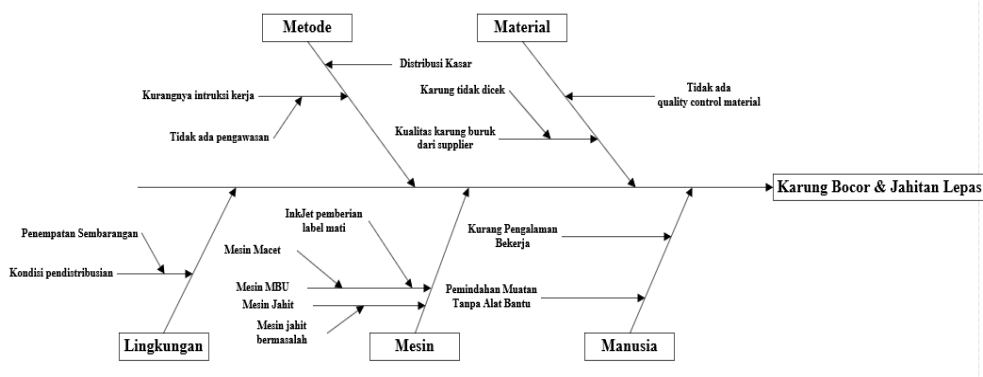 Metode
Material
Distribusi Kasar
Kurangnya intruksi kerja
Tidak ada pengawasan
Karung tidak dicek
Tidak ada
quality control material
Kualitas karung buruk
dari supplier
Karung Bocor & Jahitan Lepas
Penempatan Sembarangan
Kondisi pendistribusian
InkJet pemberian
label mati
Mesin Macet
Mesin MBU
Mesin Jahit
Mesin jahit
bermasalah
Kurang Pengalaman
Bekerja
Pemindahan Muatan
Tanpa Alat Bantu
Lingkungan
Mesin
Manusia